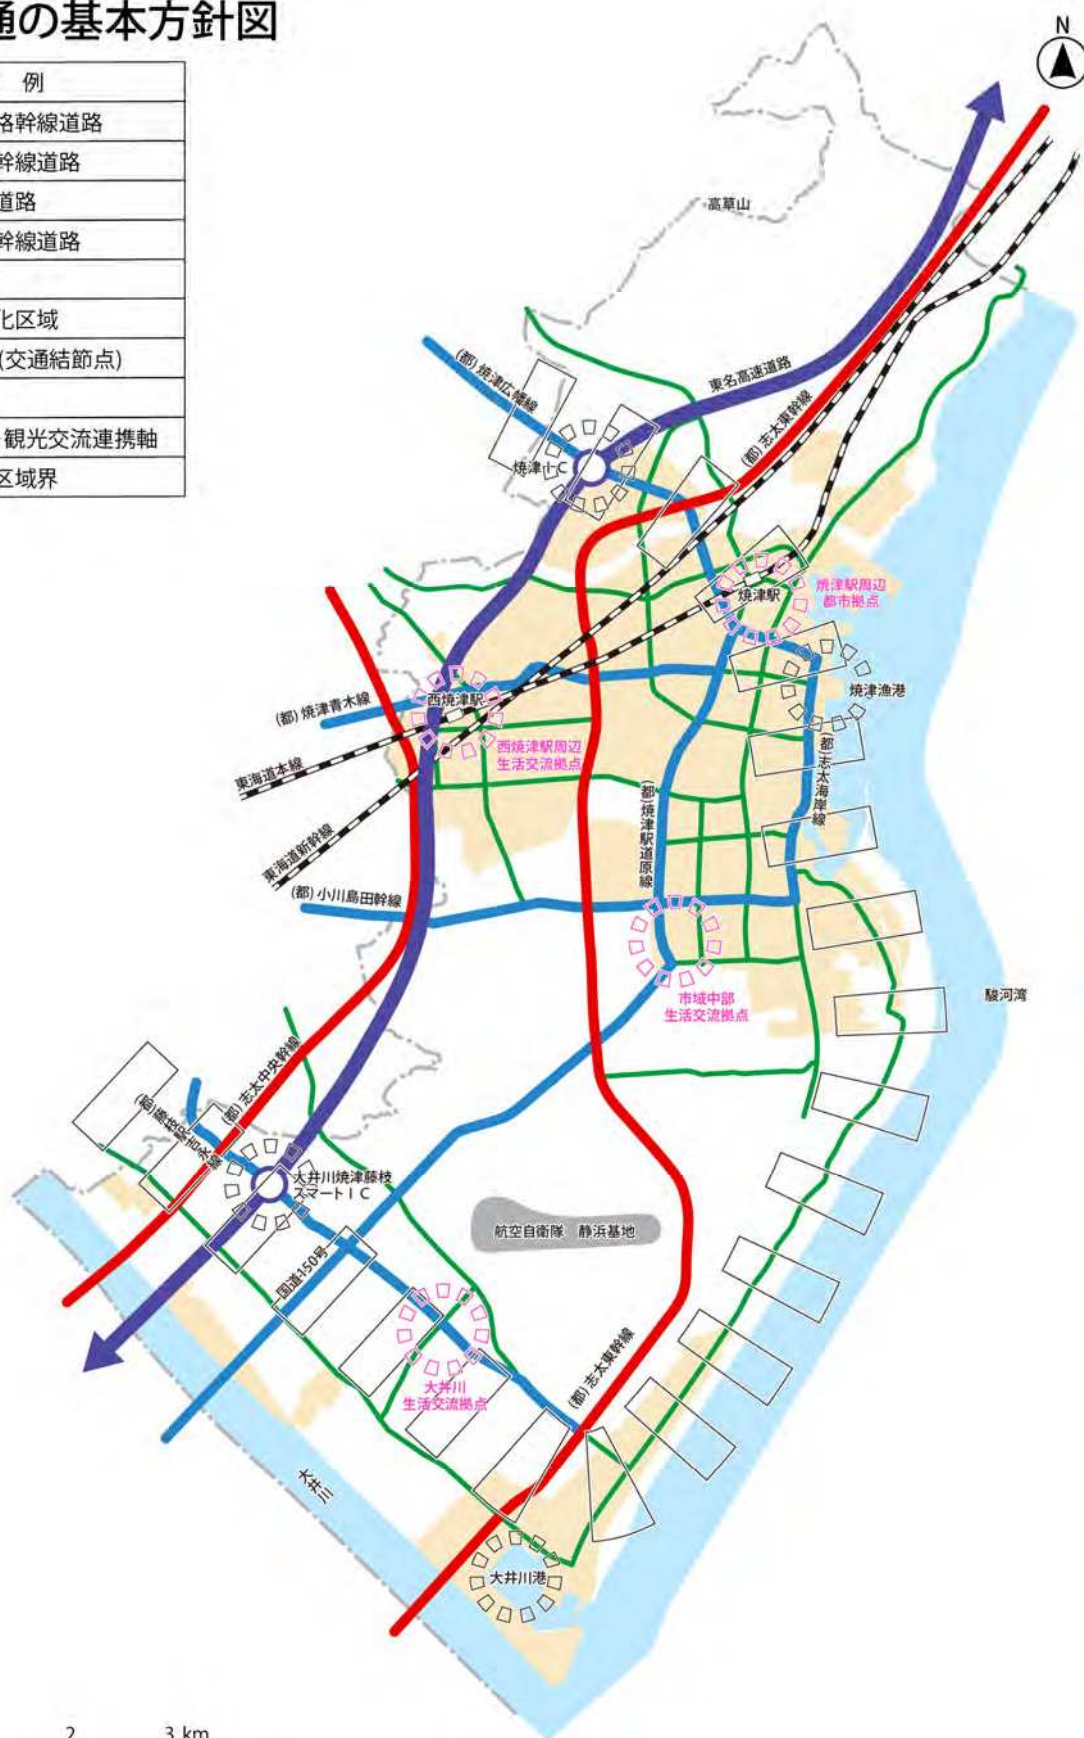 通の基本方針図
例
格幹線道路
幹線道路
道路
幹線道路
化区域
(交通結節点)
観光交流連携軸
区域界
N
高草山
(都)焼津広幡線
東名高速道路
(都)志太東幹線
焼津IC
焼津駅
焼津駅周辺
都市拠点
西焼津駅
焼津漁港
(都)焼津青木線
西焼津駅周辺
生活交流拠点
東海道本線
(都)志太海岸線
(都)焼津駅道原線
東海道新幹線
(都)小川島田幹線
駿河湾
市域中部
生活交流拠点
(都)志太中央幹線
(都)藤枝駅吉永線
大井川焼津藤枝
スマートIC
航空自衛隊 静浜基地
国道150号
(都)志太東幹線
大井川
生活交流拠点
大井川
大井川港
2 3 km